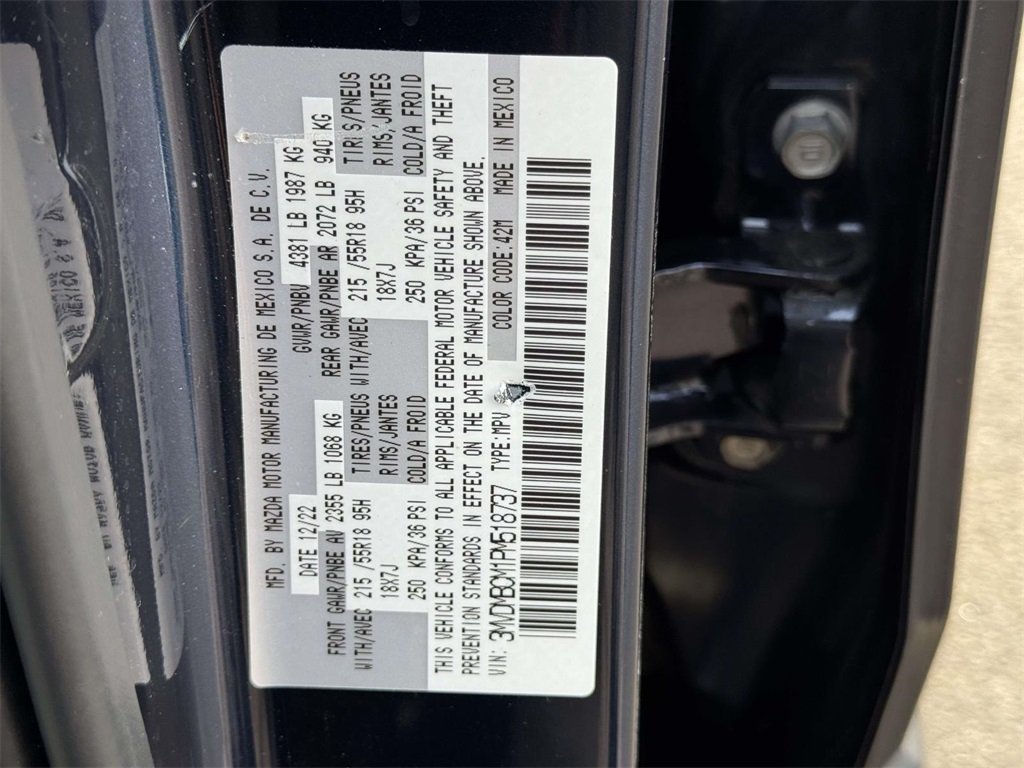 MFD. BY MAZDA MOTOR MANUFACTURING DE MEXICO S.A. DE C.V.
DATE 12/22 GVWR/PNBV 4381 LB 1987 KG
FRONT GAWR/PNBE AV 2355 LB 1068 KG REAR GAWR/PNBE AR 2072 LB 940 KG
WITH/AVEC 215 /55R18 95H TIRES/PNEUS WITH/AVEC 215 /55R18 95H TIRES/PNEUS
18X7J RIMS/JANTES 18X7J RIMS/JANTES
250 KPA/36 PSI COLD/A FROID 250 KPA/36 PSI COLD/A FROID
THIS VEHICLE CONFORMS TO ALL APPLICABLE FEDERAL MOTOR VEHICLE SAFETY AND THEFT
PREVENTION STANDARDS IN EFFECT ON THE DATE OF MANUFACTURE SHOWN ABOVE.
VIN: 3MVDMBCM1PM518737 TYPE:MPV COLOR CODE:42M MADE IN MEXICO